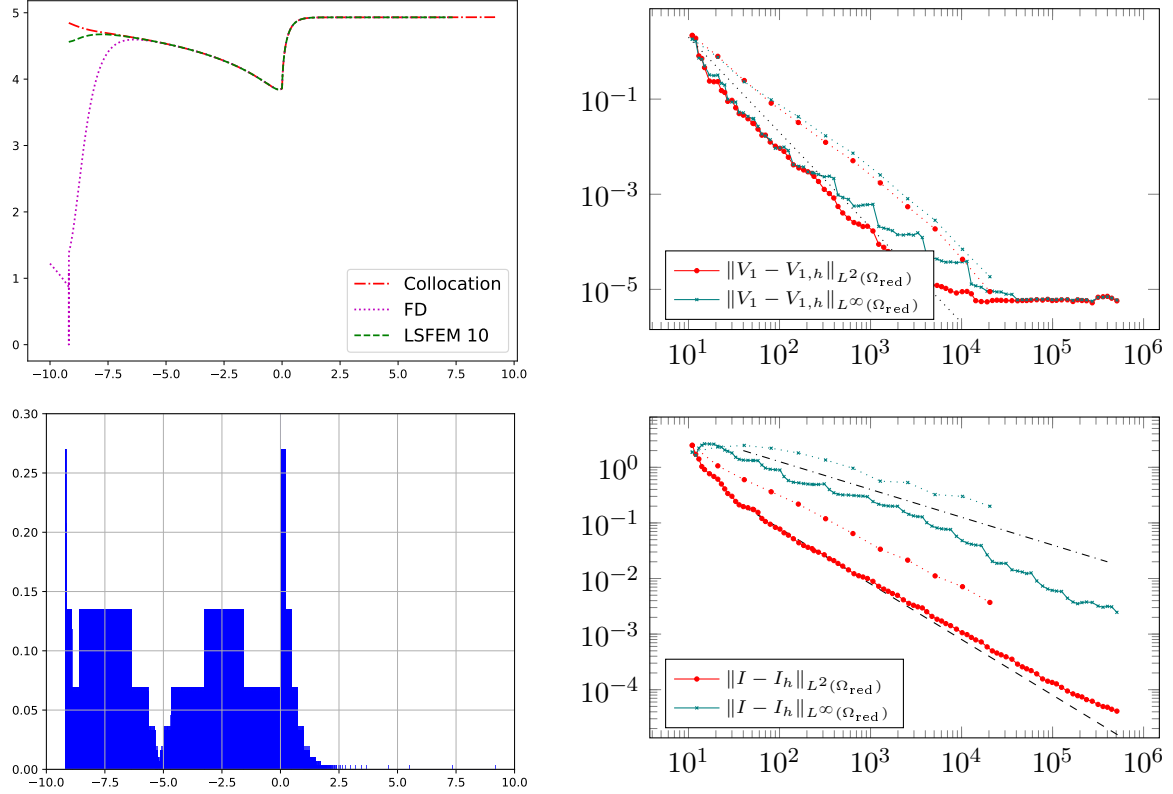 5
4
3
2
1
0
−10.0 −7.5 −5.0 −2.5 0.0 2.5 5.0 7.5 10.0
Collocation
FD
LSFEM 10
10^{−1}
10^{−3}
10^{−5}
10^1 10^2 10^3 10^4 10^5 10^6
‖V_1 − V_{1,h}‖_{L^2(Ω_red)}
‖V_1 − V_{1,h}‖_{L^∞(Ω_red)}
0.30
0.25
0.20
0.15
0.10
0.05
0.00
−10.0 −7.5 −5.0 −2.5 0.0 2.5 5.0 7.5 10.0
10^0
10^{−1}
10^{−2}
10^{−3}
10^{−4}
10^1 10^2 10^3 10^4 10^5 10^6
‖I − I_h‖_{L^2(Ω_red)}
‖I − I_h‖_{L^∞(Ω_red)}